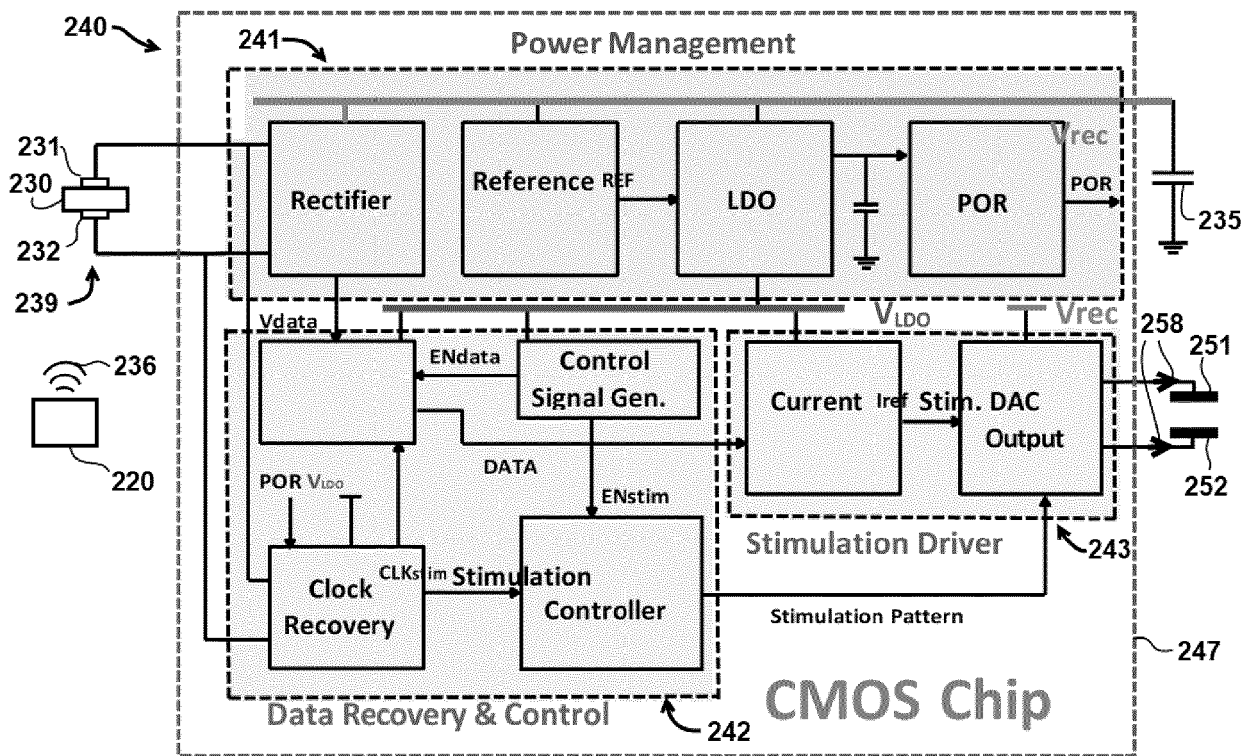 240
241
Power Management
231
230
232
239
Rectifier
Reference REF
LDO
Vrec
POR
POR
235
Vdata
VLDO
Vrec
236
220
ENdata
Control
Signal Gen.
Current Iref Stim. DAC
Output
258
251
252
DATA
POR VLDO
ENstim
Stimulation Driver
243
Clock
Recovery
CLKstim Stimulation
Controller
Stimulation Pattern
247
Data Recovery & Control
242
CMOS Chip